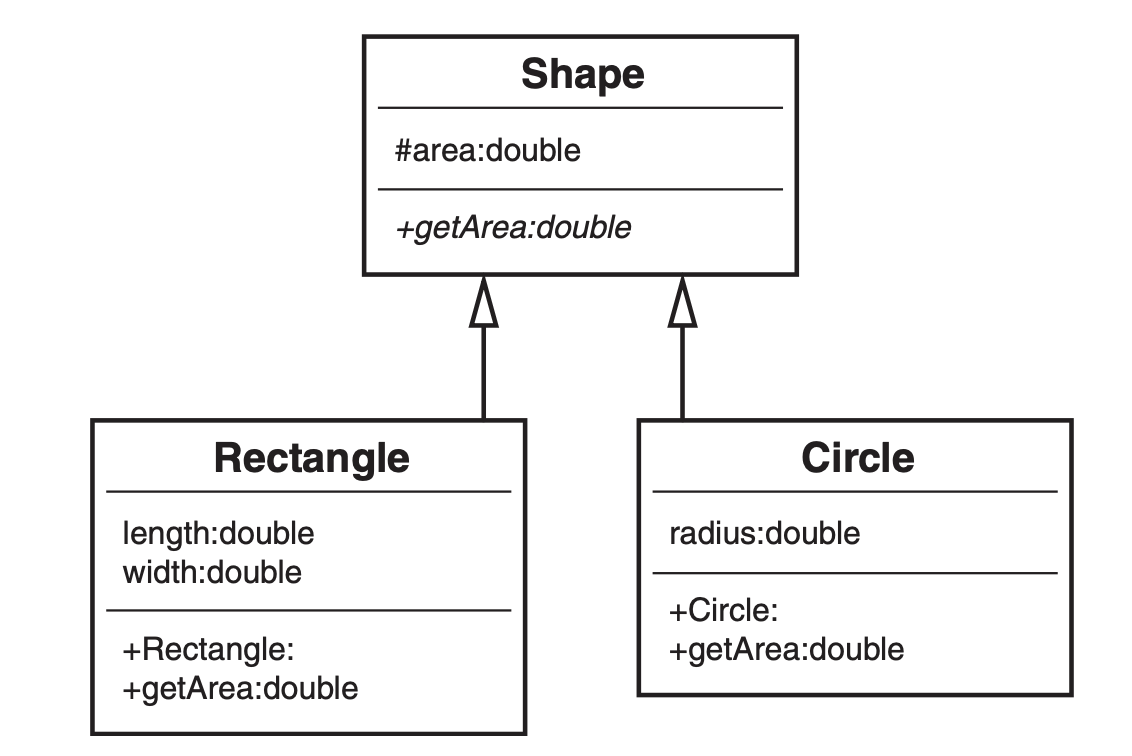 Shape
#area:double
+getArea:double
Rectangle
length:double
width:double
+Rectangle:
+getArea:double
Circle
radius:double
+Circle:
+getArea:double